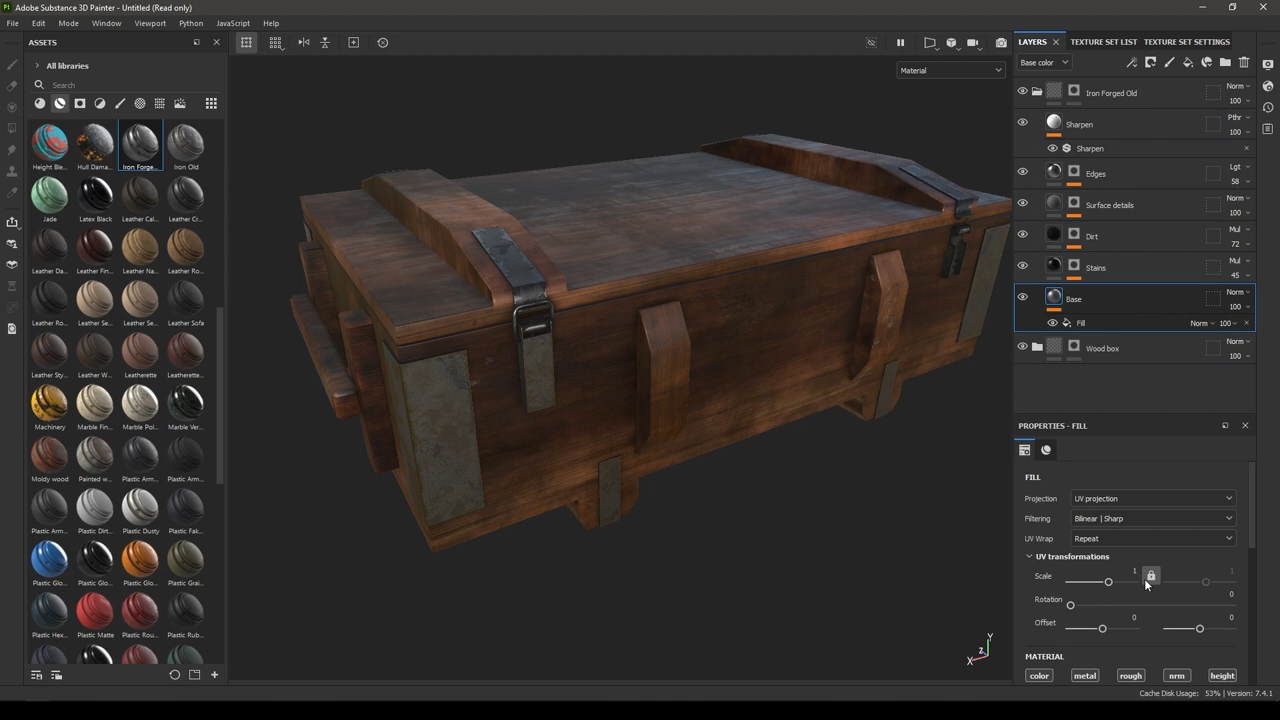 Adobe Substance 3D Painter - Untitled (Read only)
File Edit Mode Window Viewport Python JavaScript Help
ASSETS
All libraries
Search
Height Ble... Hull Dama... Iron Forge... Iron Old
Jade Latex Black Leather Cal... Leather Cr...
Leather Da... Leather Fin... Leather Na... Leather Ro...
Leather Ro... Leather Se... Leather Se... Leather Sofa
Leather Sty... Leather We... Leatherette Leatherette...
Machinery Marble Fin... Marble Pol... Marble Ver...
Moldy wood Painted w... Plastic Arm... Plastic Arm...
Plastic Arm... Plastic Dirt... Plastic Dusty Plastic Fak...
Plastic Glo... Plastic Glo... Plastic Glo... Plastic Grai...
Plastic Hex... Plastic Matte Plastic Rou... Plastic Rub...
Material
X Y Z
LAYERS TEXTURE SET LIST TEXTURE SET SETTINGS
Base color
Iron Forged Old Norm 100
Sharpen Pthr 100
Sharpen
Edges Lgt 58
Surface details Norm 100
Dirt Mul 72
Stains Mul 45
Base Norm 100
Fill Norm 100
Wood box Norm 100
PROPERTIES - FILL
FILL
Projection UV projection
Filtering Bilinear | Sharp
UV Wrap Repeat
UV transformations
Scale 1 1
Rotation 0
Offset 0 0
MATERIAL
color metal rough nrm height
Cache Disk Usage: 53% | Version: 7.4.1